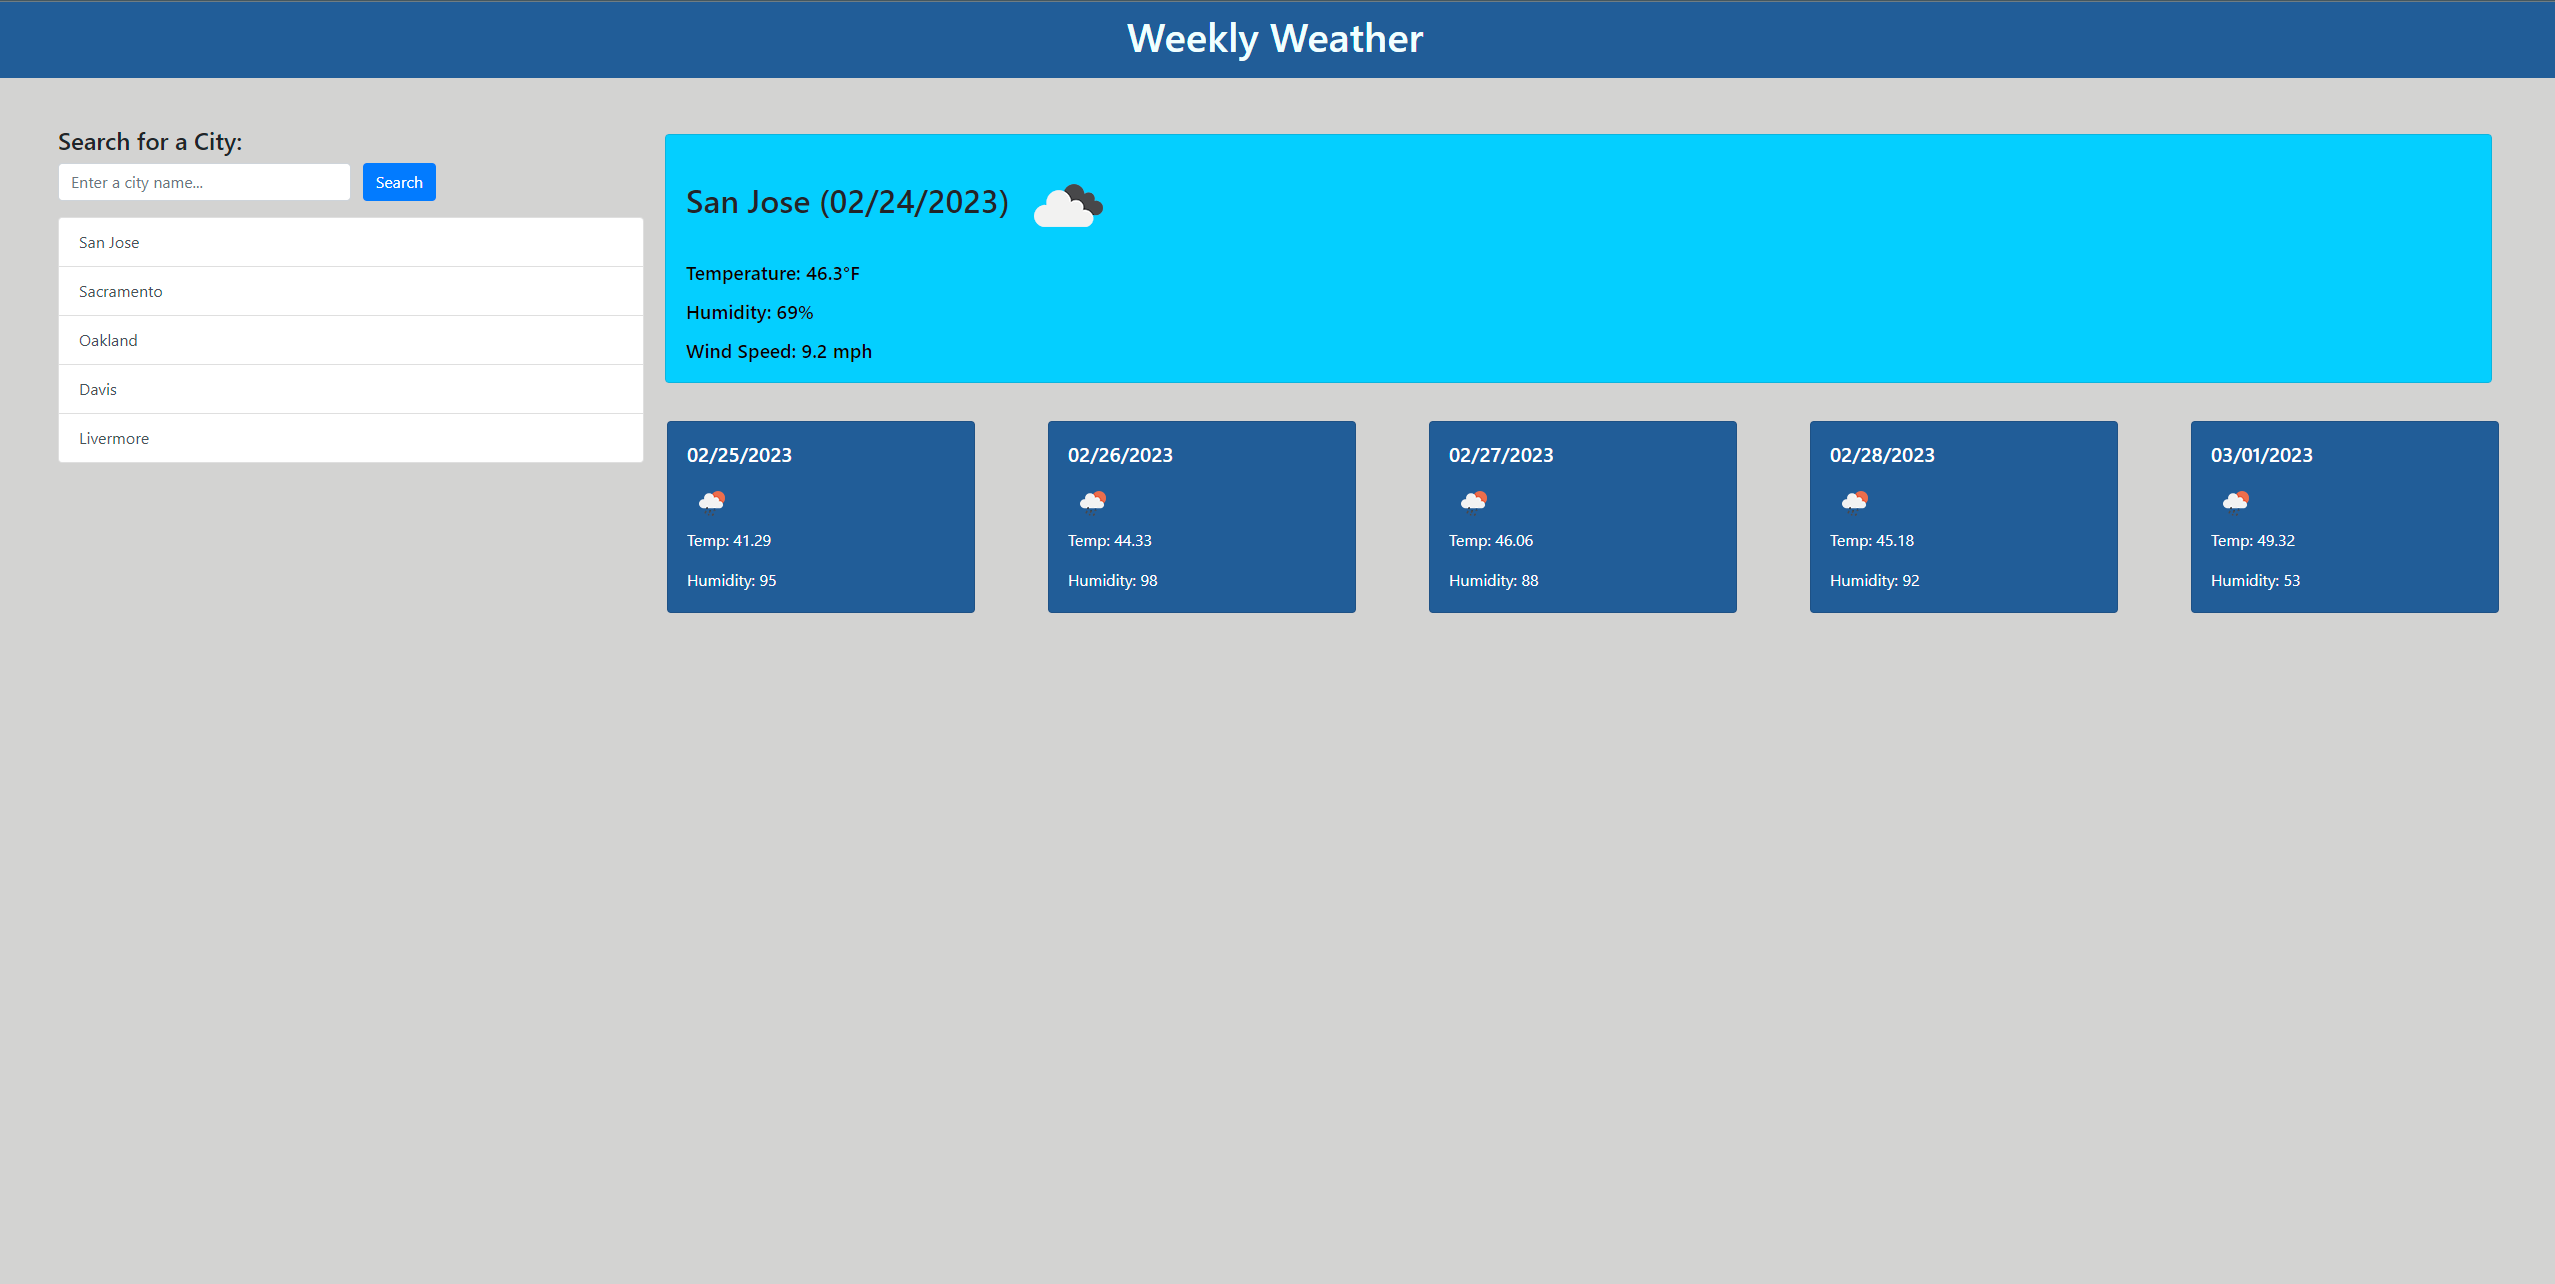 Weekly Weather
Search for a City:
Enter a city name...
Search
San Jose
Sacramento
Oakland
Davis
Livermore
San Jose (02/24/2023)
Temperature: 46.3°F
Humidity: 69%
Wind Speed: 9.2 mph
02/25/2023
Temp: 41.29
Humidity: 95
02/26/2023
Temp: 44.33
Humidity: 98
02/27/2023
Temp: 46.06
Humidity: 88
02/28/2023
Temp: 45.18
Humidity: 92
03/01/2023
Temp: 49.32
Humidity: 53